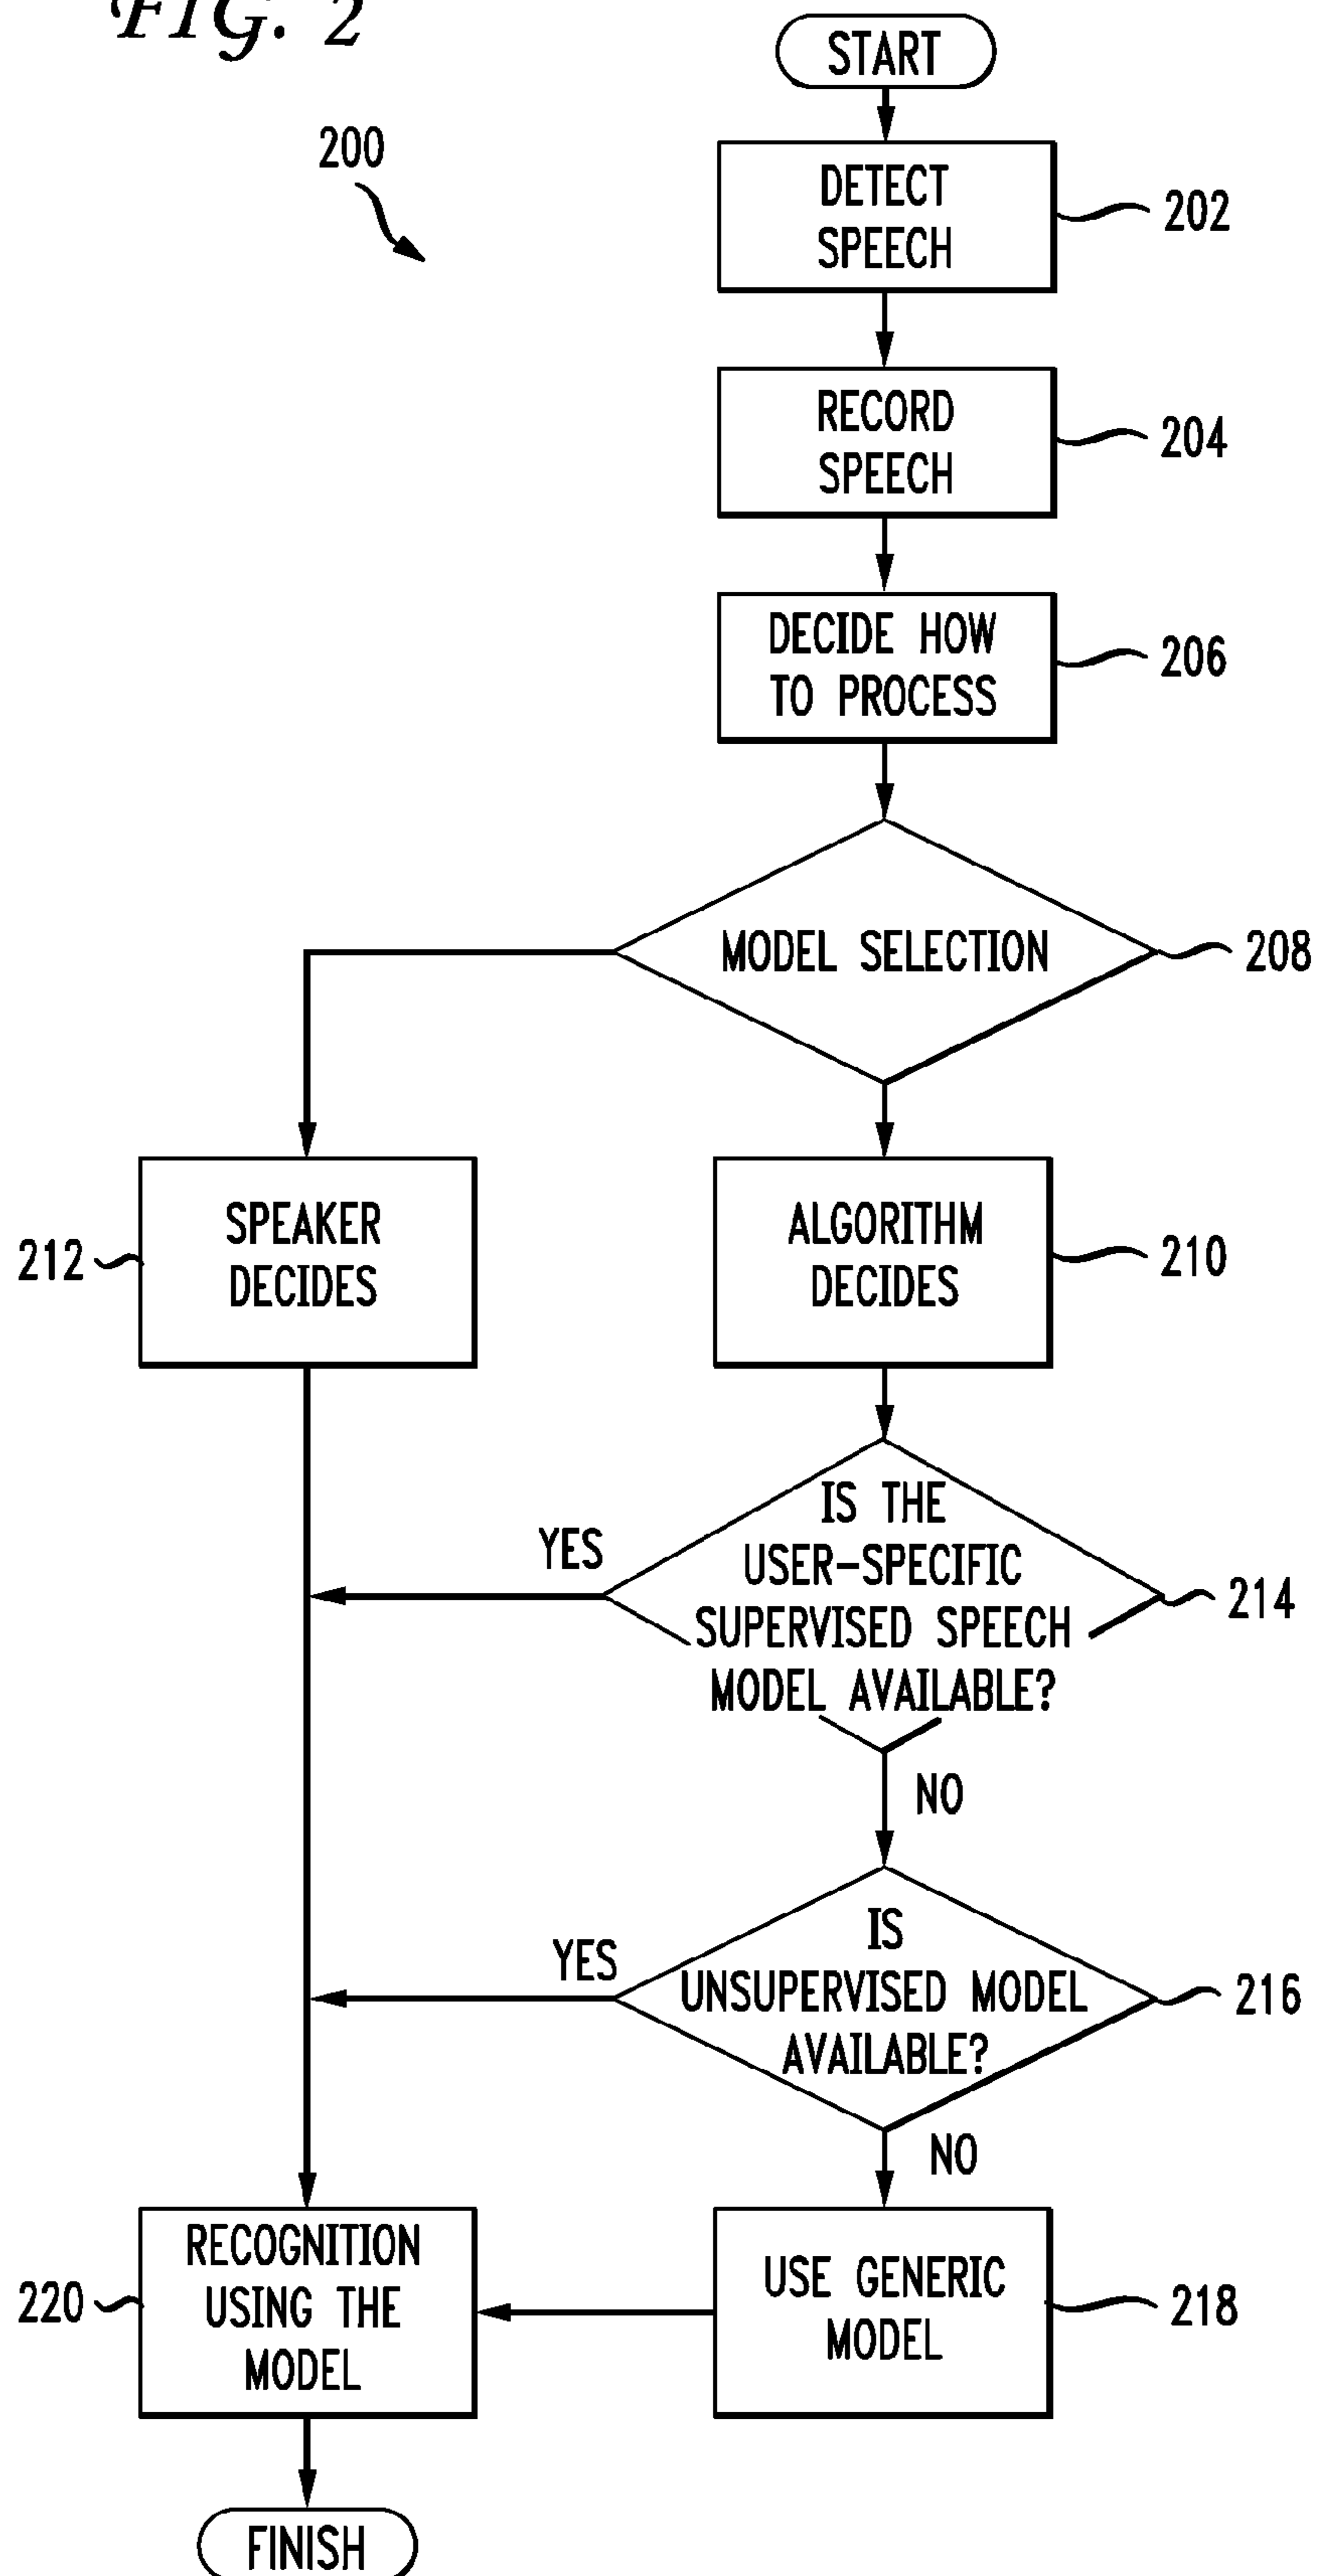 FIG. 2
START
200
DETECT
SPEECH
202
RECORD
SPEECH
204
DECIDE HOW
TO PROCESS
206
MODEL SELECTION
208
SPEAKER
DECIDES
212
ALGORITHM
DECIDES
210
IS THE
USER-SPECIFIC
SUPERVISED SPEECH
MODEL AVAILABLE?
YES
214
NO
IS
UNSUPERVISED MODEL
AVAILABLE?
YES
216
NO
RECOGNITION
USING THE
MODEL
220
USE GENERIC
MODEL
218
FINISH